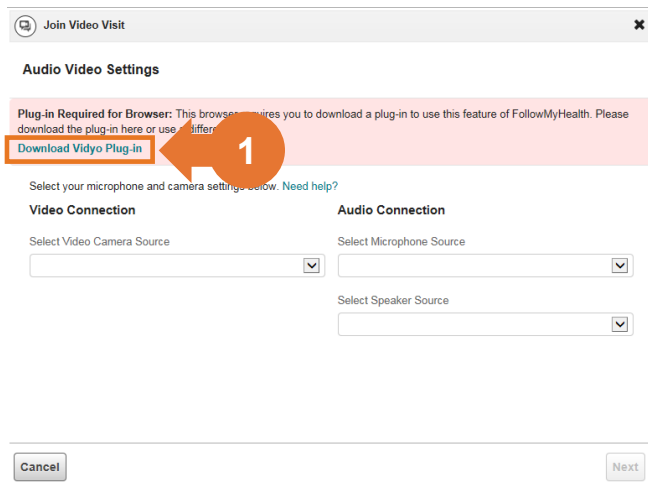 Join Video Visit
Audio Video Settings
Plug-in Required for Browser: This browser requires you to download a plug-in to use this feature of FollowMyHealth. Please
download the plug-in here or use a differe
Download Vidyo Plug-in
1
Select your microphone and camera settings below. Need help?
Video Connection
Audio Connection
Select Video Camera Source
Select Microphone Source
Select Speaker Source
Cancel
Next